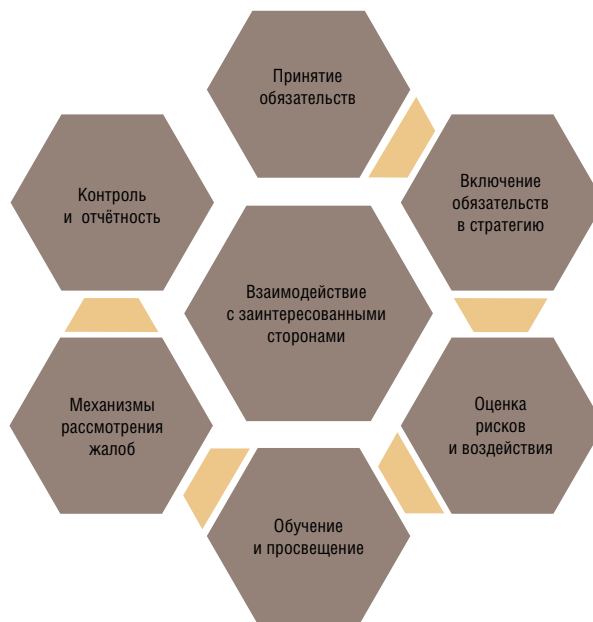 Принятие
обязательств
Включение
обязательств
в стратегию
Контроль
и отчётность
Взаимодействие
с заинтересованными
сторонами
Оценка
рисков
и воздействия
Механизмы
рассмотрения
жалоб
Обучение
и просвещение